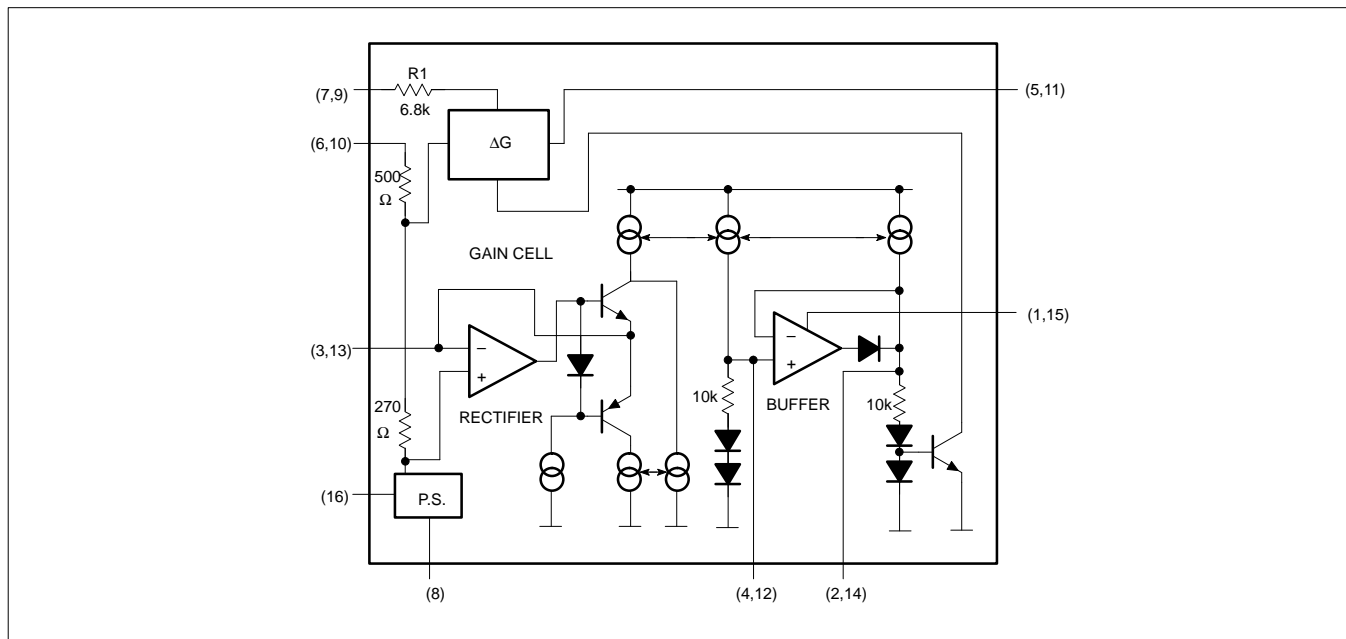 R1
(7,9)
6.8k
(5,11)
(6,10)
ΔG
500
Ω
GAIN CELL
(1,15)
(3,13)
−
+
−
+
10k
BUFFER
10k
270
Ω
RECTIFIER
(16)
P.S.
(8)
(4,12)
(2,14)